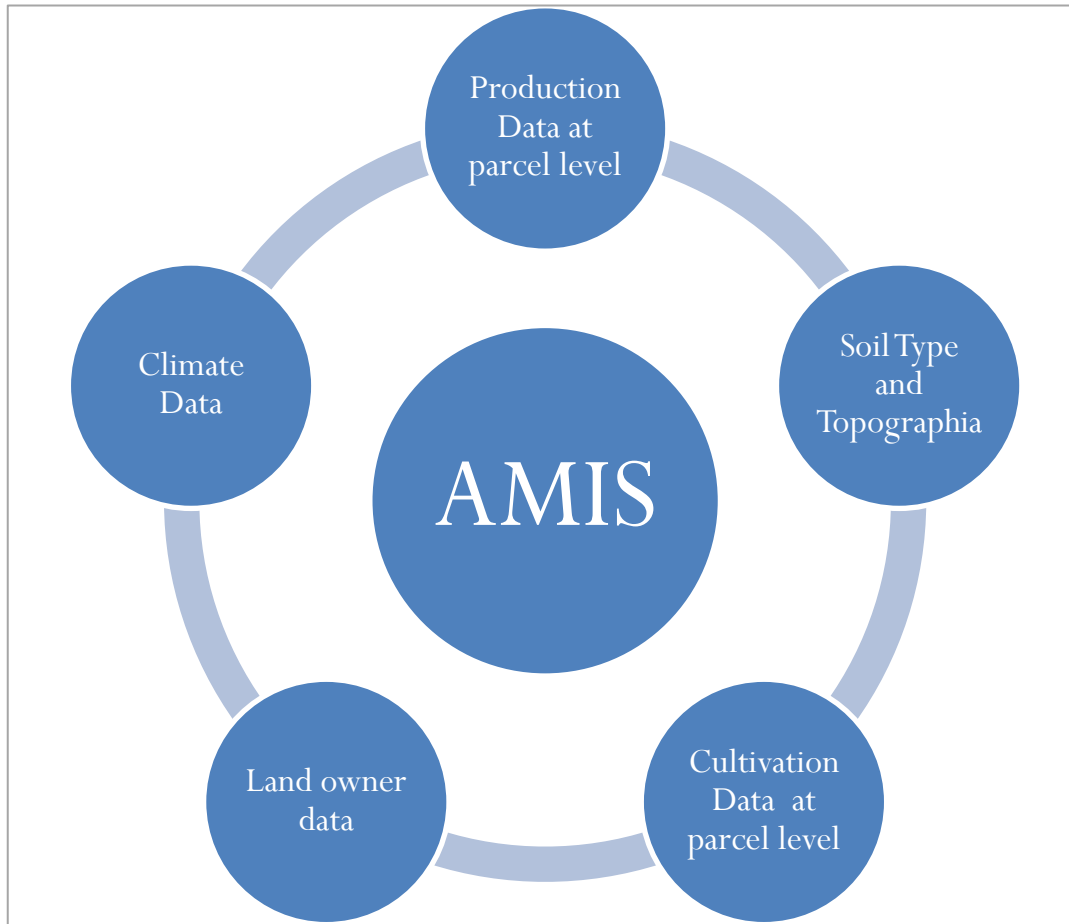 Production
Data at
parcel level
Soil Type
and
Topographia
Cultivation
Data at
parcel level
Land owner
data
Climate
Data
AMIS